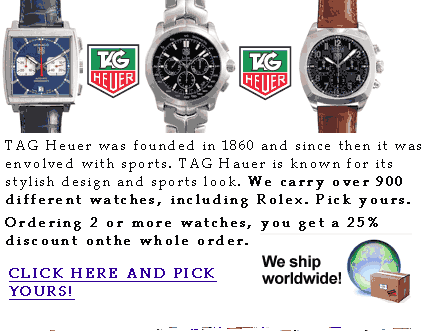 TAG
HEUER
TAG
HEUER
TAG Heuer was founded in 1860 and since then it was
envolved with sports. TAG Hauer is known for its
stylish design and sports look. We carry over 900
different watches, including Rolex. Pick yours.
Ordering 2 or more watches, you get a 25%
discount onthe whole order.
We ship
worldwide!
CLICK HERE AND PICK
YOURS!